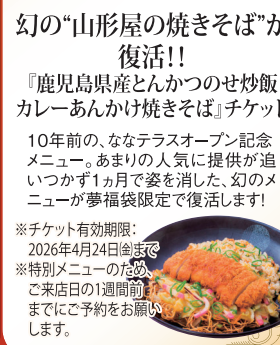 幻の“山形屋の焼きそば”が
復活!!
『鹿児島県産とんかつのせ炒飯
カレーあんかけ焼きそば』チケット
10年前の、ななテラスオープン記念
メニュー。あまりの人気に提供が追
いつかず1ヵ月で姿を消した、幻のメ
ニューが夢福袋限定で復活します!
※チケット有効期限:
2026年4月24日㈮まで
※特別メニューのため、
ご来店日の1週間前
までにご予約をお願い
します。